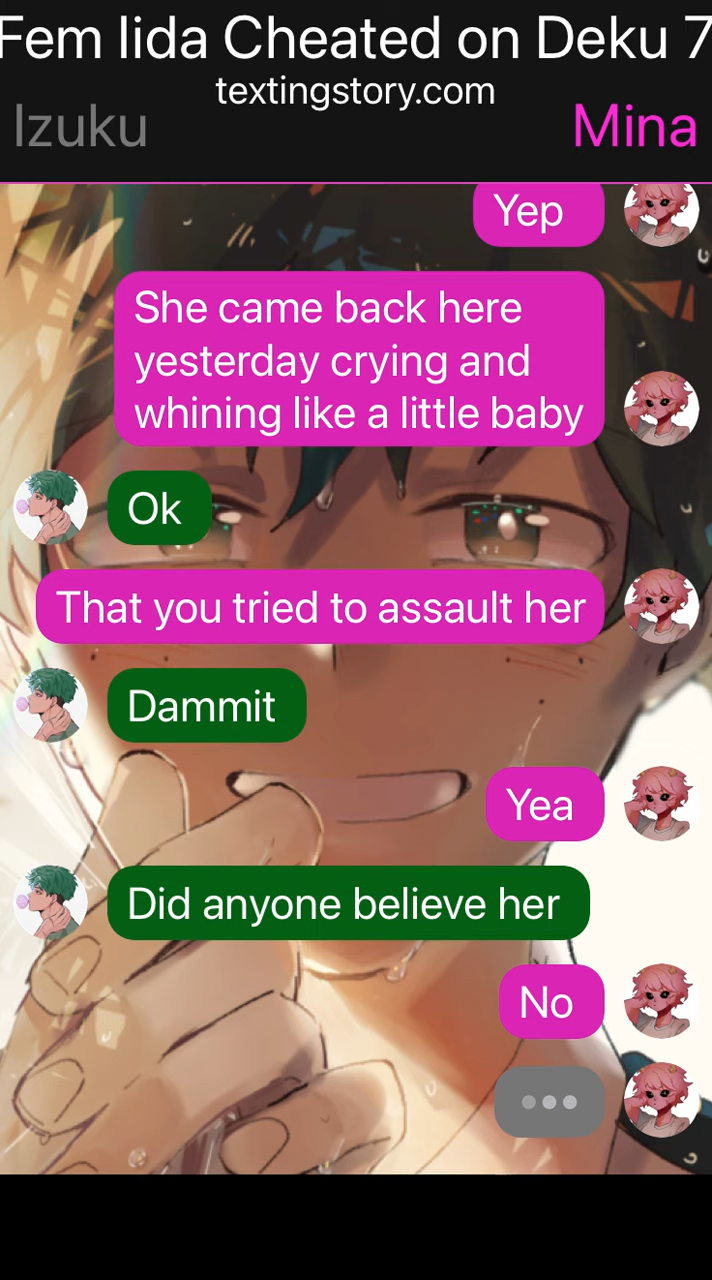 Fem Iida Cheated on Deku 7
textingstory.com
Izuku
Mina
Yep
She came back here
yesterday crying and
whining like a little baby
Ok
That you tried to assault her
Dammit
Yea
Did anyone believe her
No